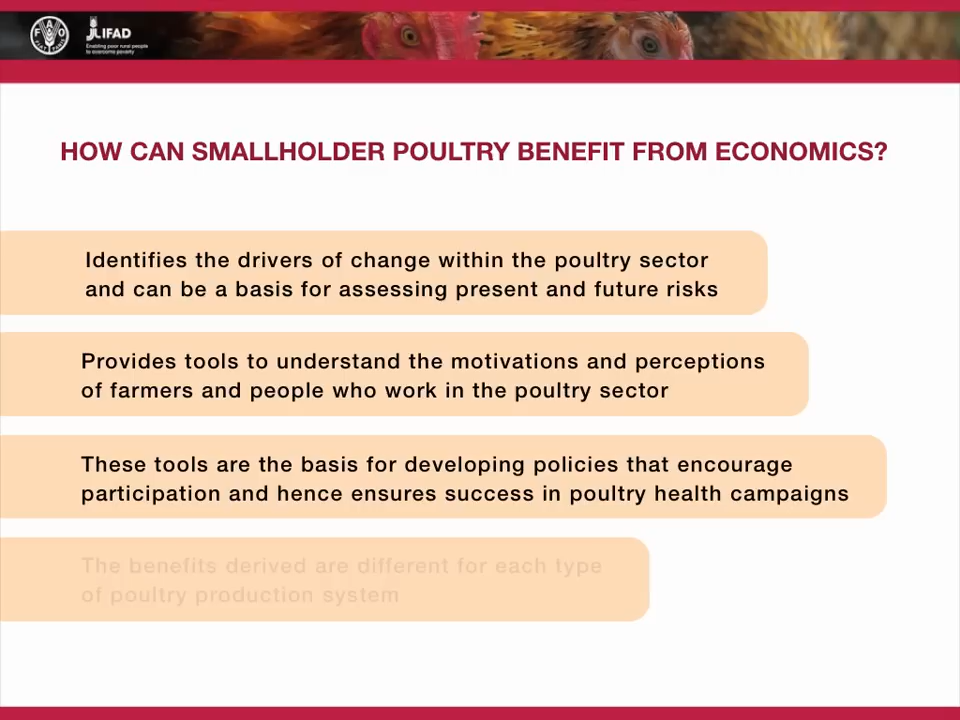 FAO
FIAT PANIS
JLIFAD
Enabling poor rural people
to overcome poverty
HOW CAN SMALLHOLDER POULTRY BENEFIT FROM ECONOMICS?
Identifies the drivers of change within the poultry sector
and can be a basis for assessing present and future risks
Provides tools to understand the motivations and perceptions
of farmers and people who work in the poultry sector
These tools are the basis for developing policies that encourage
participation and hence ensures success in poultry health campaigns
The benefits derived are different for each type
of poultry production system